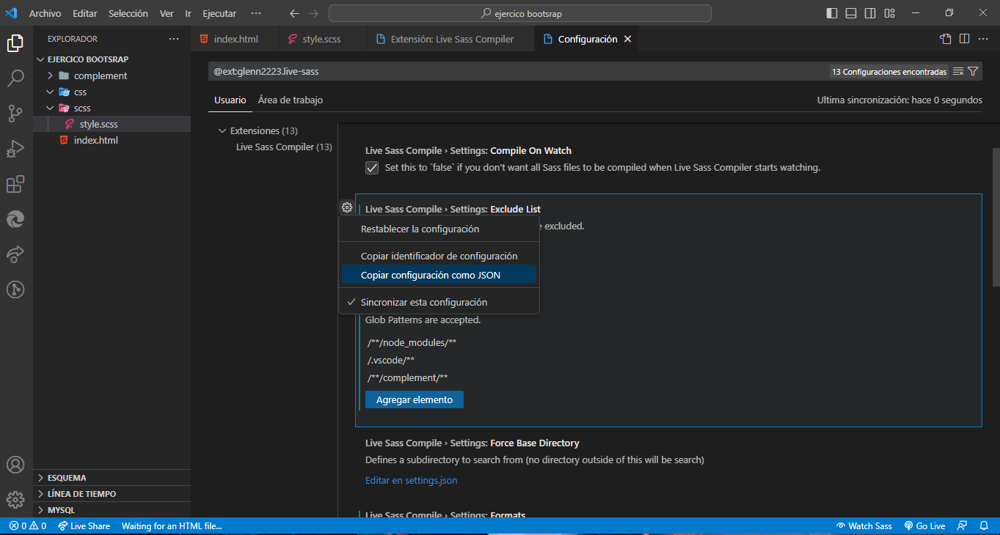 Archivo Editar Selección Ver Ir Ejecutar ··· ejercico bootsrap
EXPLORADOR ···
EJERCICO BOOTSRAP
complement
css
scss
style.scss
index.html
ESQUEMA
LÍNEA DE TIEMPO
MYSQL
index.html style.scss Extensión: Live Sass Compiler Configuración
@ext:glenn2223.live-sass 13 Configuraciones encontradas
Usuario Área de trabajo Ultima sincronización: hace 0 segundos
Extensiones (13)
Live Sass Compiler (13)
Live Sass Compile › Settings: Compile On Watch
Set this to `false` if you don't want all Sass files to be compiled when Live Sass Compiler starts watching.
Live Sass Compile › Settings: Exclude List
excluded.
Restablecer la configuración
Copiar identificador de configuración
Copiar configuración como JSON
Sincronizar esta configuración
Glob Patterns are accepted.
/**/node_modules/**
/.vscode/**
/**/complement/**
Agregar elemento
Live Sass Compile › Settings: Force Base Directory
Defines a subdirectory to search from (no directory outside of this will be search)
Editar en settings.json
Live Sass Compile › Settings: Formats
0 0 Live Share Waiting for an HTML file... Watch Sass Go Live